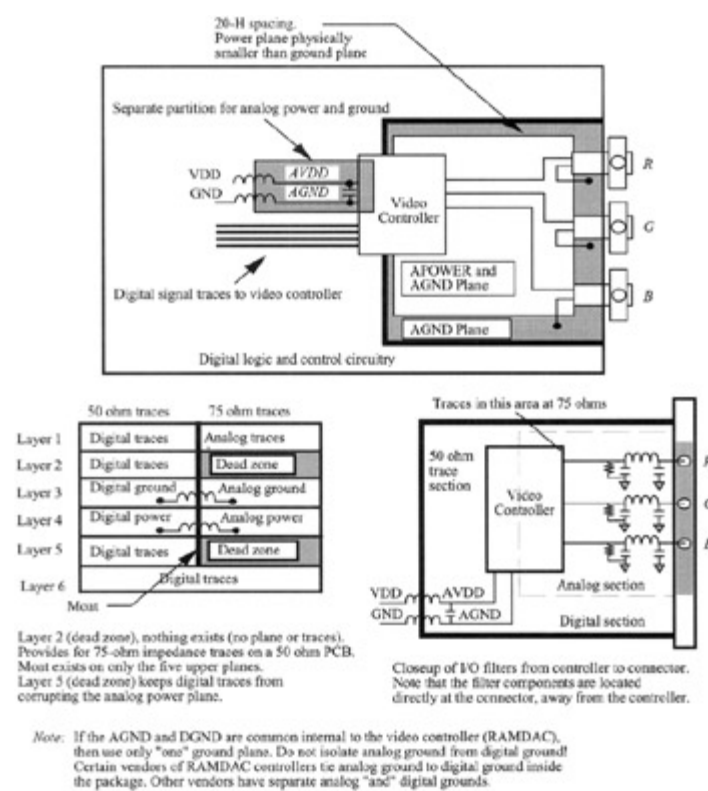 20-H spacing.
Power plane physically
smaller than ground plane
Separate partition for analog power and ground
VDD
AVDD
GND
AGND
Video
Controller
R
G
B
Digital signal traces to video controller
APOWER and
AGND Plane
AGND Plane
Digital logic and control circuitry
50 ohm traces
75 ohm traces
Layer 1
Digital traces
Analog traces
Layer 2
Digital traces
Dead zone
Layer 3
Digital ground
Analog ground
Layer 4
Digital power
Analog power
Layer 5
Digital traces
Dead zone
Layer 6
Digital traces
Moat
Layer 2 (dead zone), nothing exists (no plane or traces).
Provides for 75-ohm impedance traces on a 50 ohm PCB.
Moat exists on only the five upper planes.
Layer 5 (dead zone) keeps digital traces from
corrupting the analog power plane.
Traces in this area at 75 ohms
50 ohm
trace
section
Video
Controller
Analog section
VDD
AVDD
GND
AGND
Digital section
Closeup of I/O filters from controller to connector.
Note that the filter components are located
directly at the connector, away from the controller.
Note: If the AGND and DGND are common internal to the video controller (RAMDAC),
then use only "one" ground plane. Do not isolate analog ground from digital ground!
Certain vendors of RAMDAC controllers tie analog ground to digital ground inside
the package. Other vendors have separate analog "and" digital grounds.